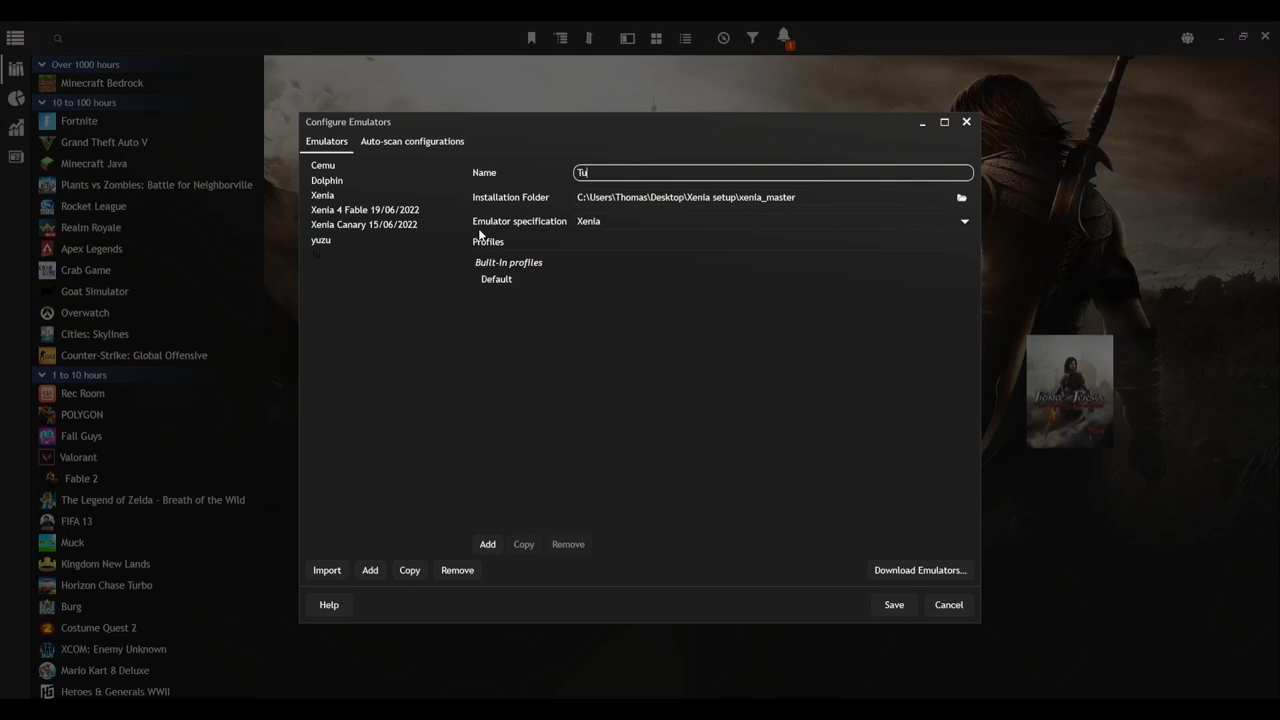 Over 1000 hours
Minecraft Bedrock
10 to 100 hours
Fortnite
Grand Theft Auto V
Minecraft Java
Plants vs Zombies: Battle for Neighborville
Rocket League
Realm Royale
Apex Legends
Crab Game
Goat Simulator
Overwatch
Cities: Skylines
Counter-Strike: Global Offensive
1 to 10 hours
Rec Room
POLYGON
Fall Guys
Valorant
Fable 2
The Legend of Zelda - Breath of the Wild
FIFA 13
Muck
Kingdom New Lands
Horizon Chase Turbo
Burg
Costume Quest 2
XCOM: Enemy Unknown
Mario Kart 8 Deluxe
Heroes & Generals WWII
1
Configure Emulators
Emulators Auto-scan configurations
Cemu
Dolphin
Xenia
Xenia 4 Fable 19/06/2022
Xenia Canary 15/06/2022
yuzu
Tu
Name Tu
Installation Folder C:\Users\Thomas\Desktop\Xenia setup\xenia_master
Emulator specification Xenia
Profiles
Built-In profiles
Default
Add Copy Remove
Import Add Copy Remove Download Emulators...
Help Save Cancel
Prince of Persia